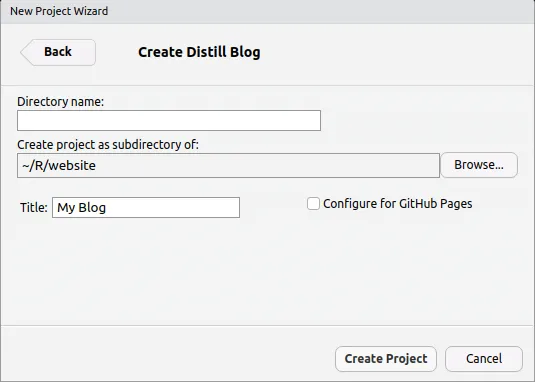 New Project Wizard
Back
Create Distill Blog
Directory name:
Create project as subdirectory of:
~/R/website
Browse...
Title:
My Blog
Configure for GitHub Pages
Create Project
Cancel